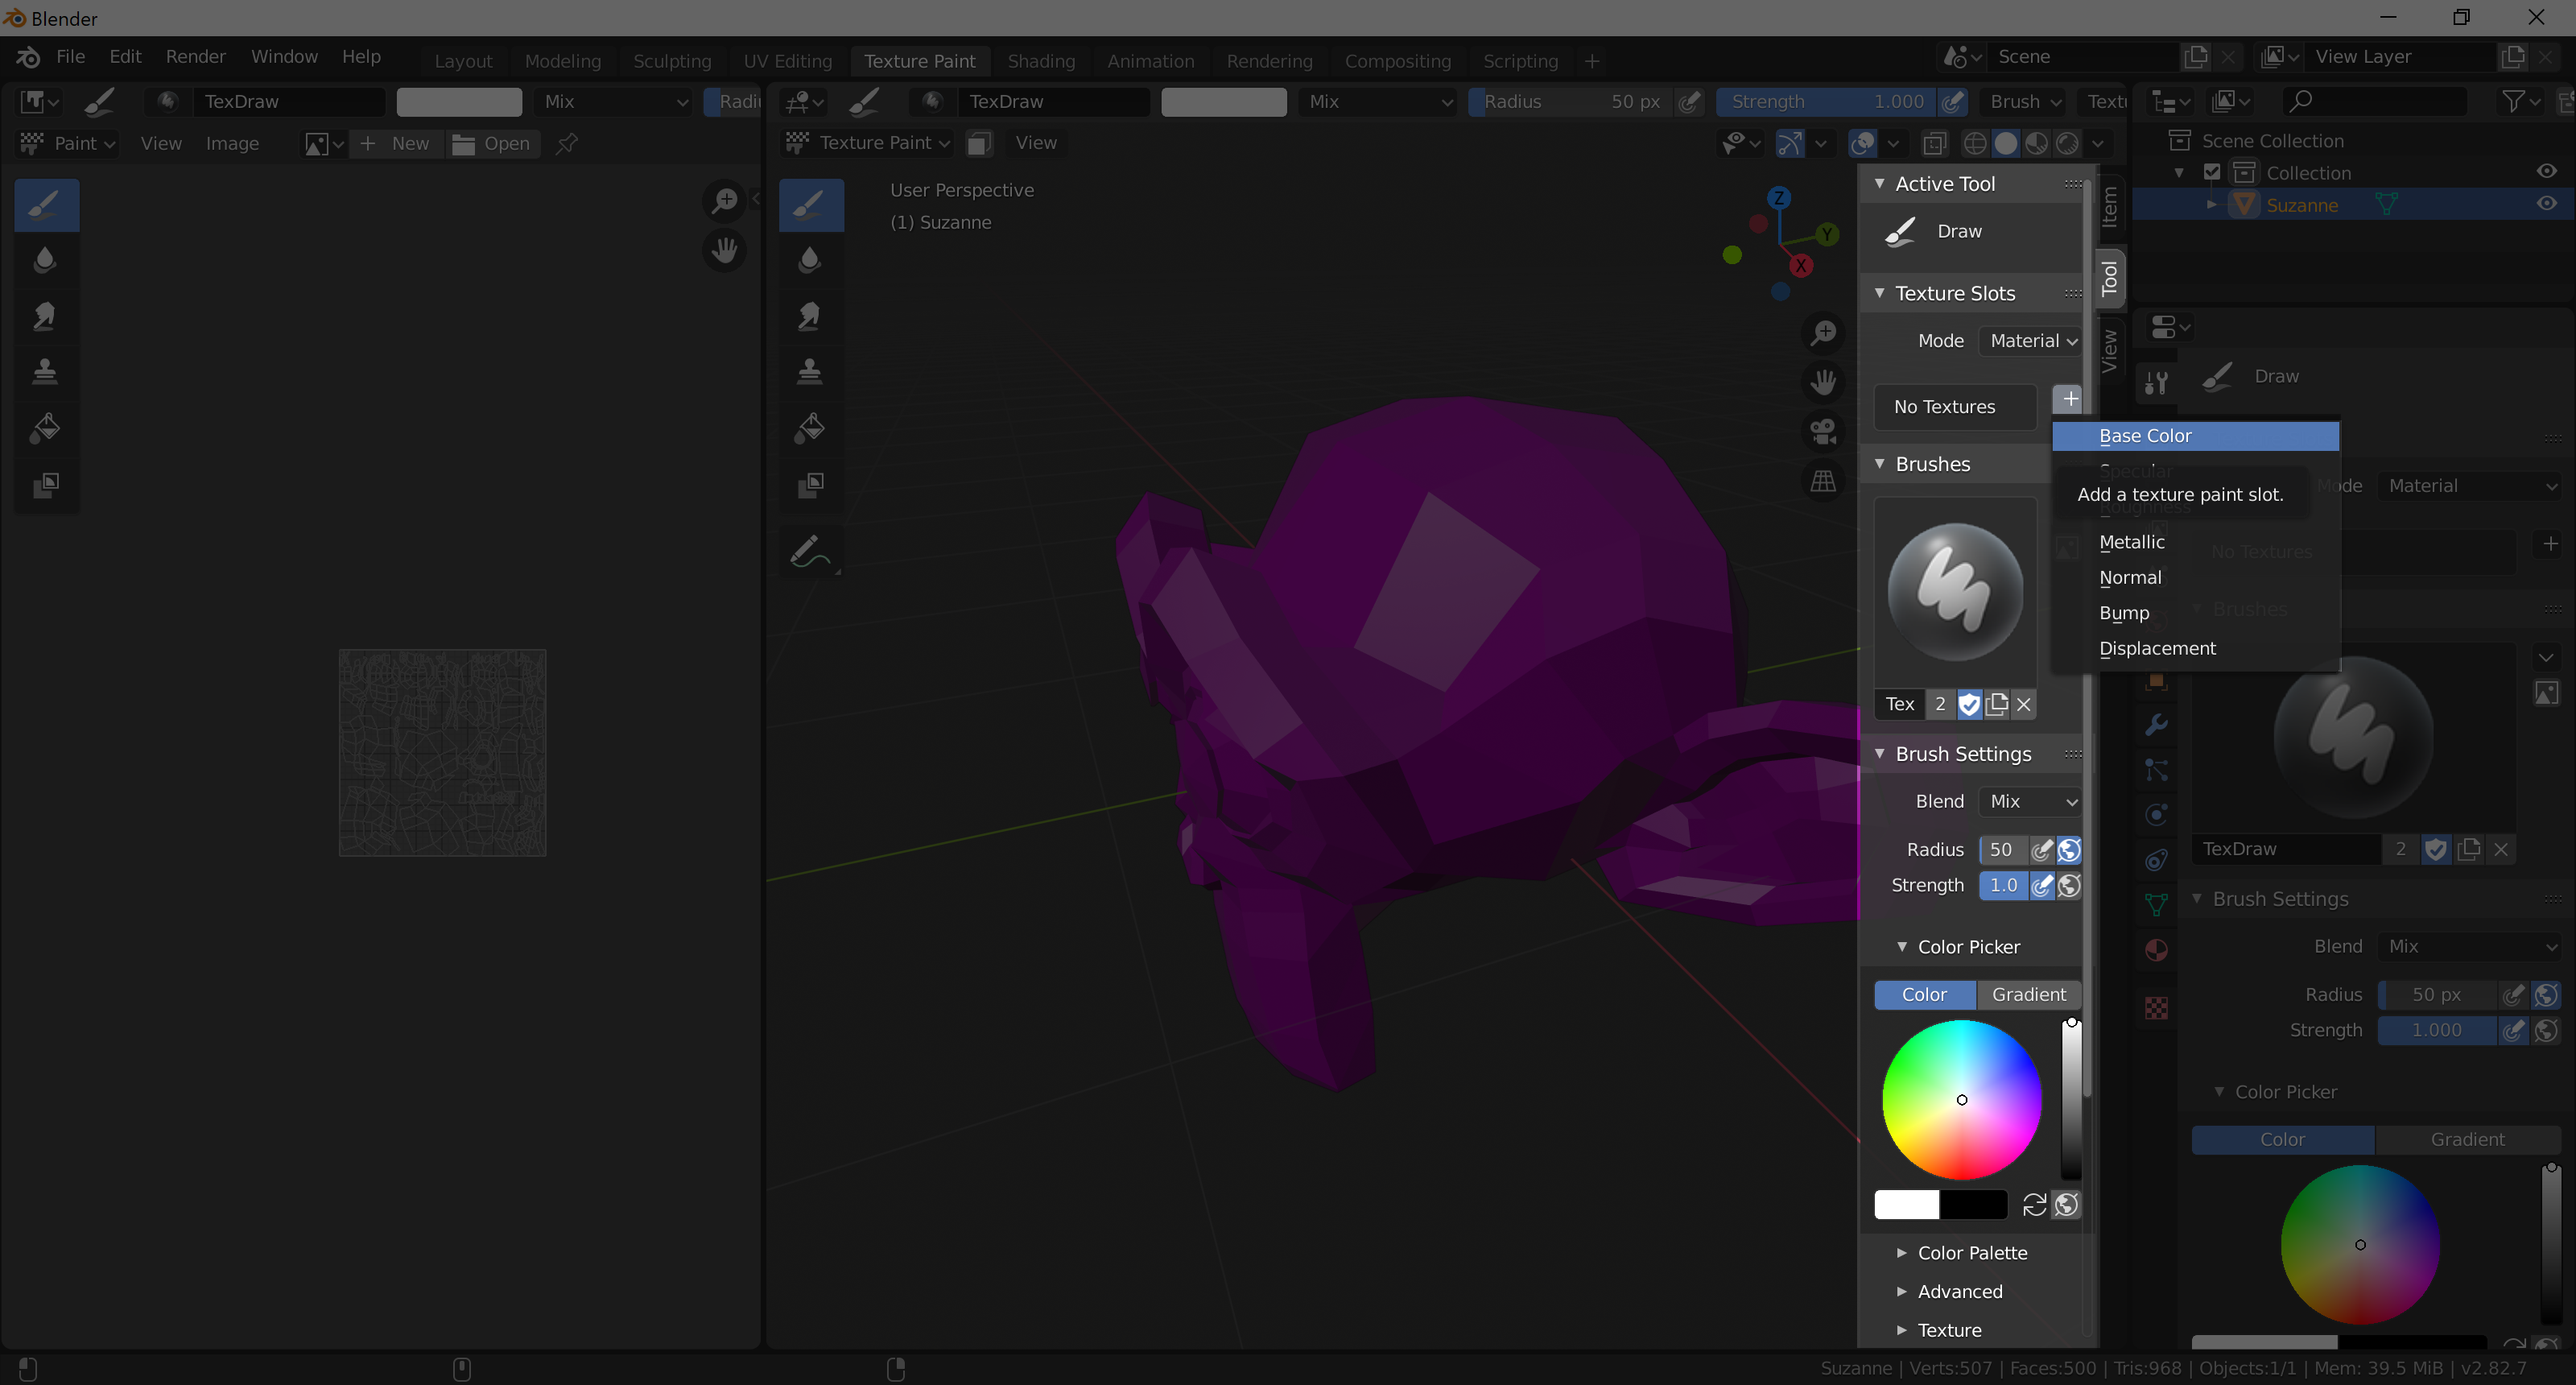 Blender
File Edit Render Window Help Layout Modeling Sculpting UV Editing Texture Paint Shading Animation Rendering Compositing Scripting + Scene View Layer
TexDraw Mix Radi TexDraw Mix Radius 50 px Strength 1.000 Brush Text
Paint View Image + New Open Texture Paint View
Scene Collection
Collection
Suzanne
User Perspective
(1) Suzanne
Z
Y
X
Item
Tool
View
Active Tool
Draw
Texture Slots
Mode Material
No Textures +
Base Color
Specular
Add a texture paint slot.
Roughness
Metallic
Normal
Bump
Displacement
Brushes
Tex 2
Brush Settings
Blend Mix
Radius 50
Strength 1.0
Color Picker
Color Gradient
Color Palette
Advanced
Texture
Draw
Mode Material
No Textures +
Brushes
TexDraw 2
Brush Settings
Blend Mix
Radius 50 px
Strength 1.000
Color Picker
Color Gradient
Suzanne | Verts:507 | Faces:500 | Tris:968 | Objects:1/1 | Mem: 39.5 MiB | v2.82.7